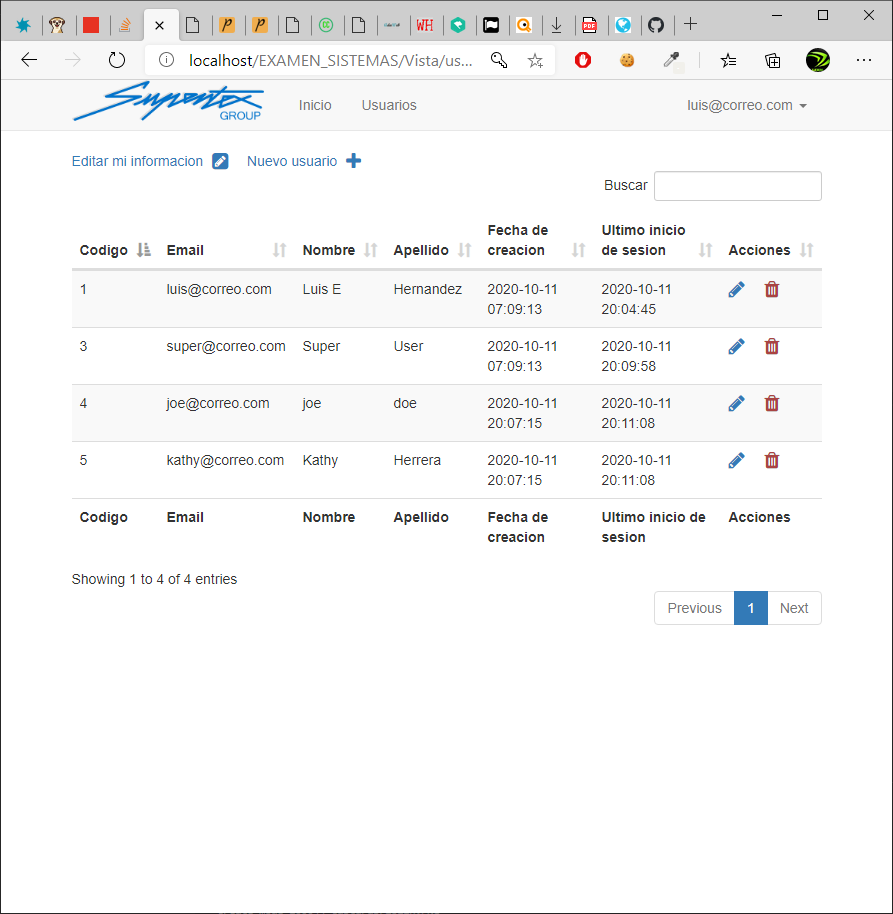 localhost/EXAMEN_SISTEMAS/Vista/us...
Supertex
GROUP
Inicio
Usuarios
luis@correo.com
Editar mi informacion
Nuevo usuario
Buscar
Codigo Email Nombre Apellido Fecha de creacion Ultimo inicio de sesion Acciones
1 luis@correo.com Luis E Hernandez 2020-10-11 07:09:13 2020-10-11 20:04:45
3 super@correo.com Super User 2020-10-11 07:09:13 2020-10-11 20:09:58
4 joe@correo.com joe doe 2020-10-11 20:07:15 2020-10-11 20:11:08
5 kathy@correo.com Kathy Herrera 2020-10-11 20:07:15 2020-10-11 20:11:08
Codigo Email Nombre Apellido Fecha de creacion Ultimo inicio de sesion Acciones
Showing 1 to 4 of 4 entries
Previous 1 Next